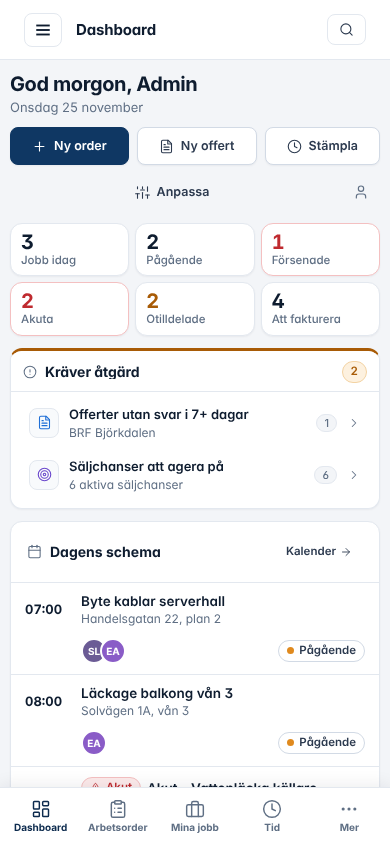 Dashboard
God morgon, Admin
Onsdag 25 november
Ny order
Ny offert
Stämpla
Anpassa
3
Jobb idag
2
Pågående
1
Försenade
2
Akuta
2
Otilldelade
4
Att fakturera
Kräver åtgärd
2
Offerter utan svar i 7+ dagar
BRF Björkdalen
1
Säljchanser att agera på
6 aktiva säljchanser
6
Dagens schema
Kalender →
07:00
Byte kablar serverhall
Handelsgatan 22, plan 2
SL EA
Pågående
08:00
Läckage balkong vån 3
Solvägen 1A, vån 3
EA
Pågående
Akut Akut – Vattenläcka källare
Dashboard
Arbetsorder
Mina jobb
Tid
Mer